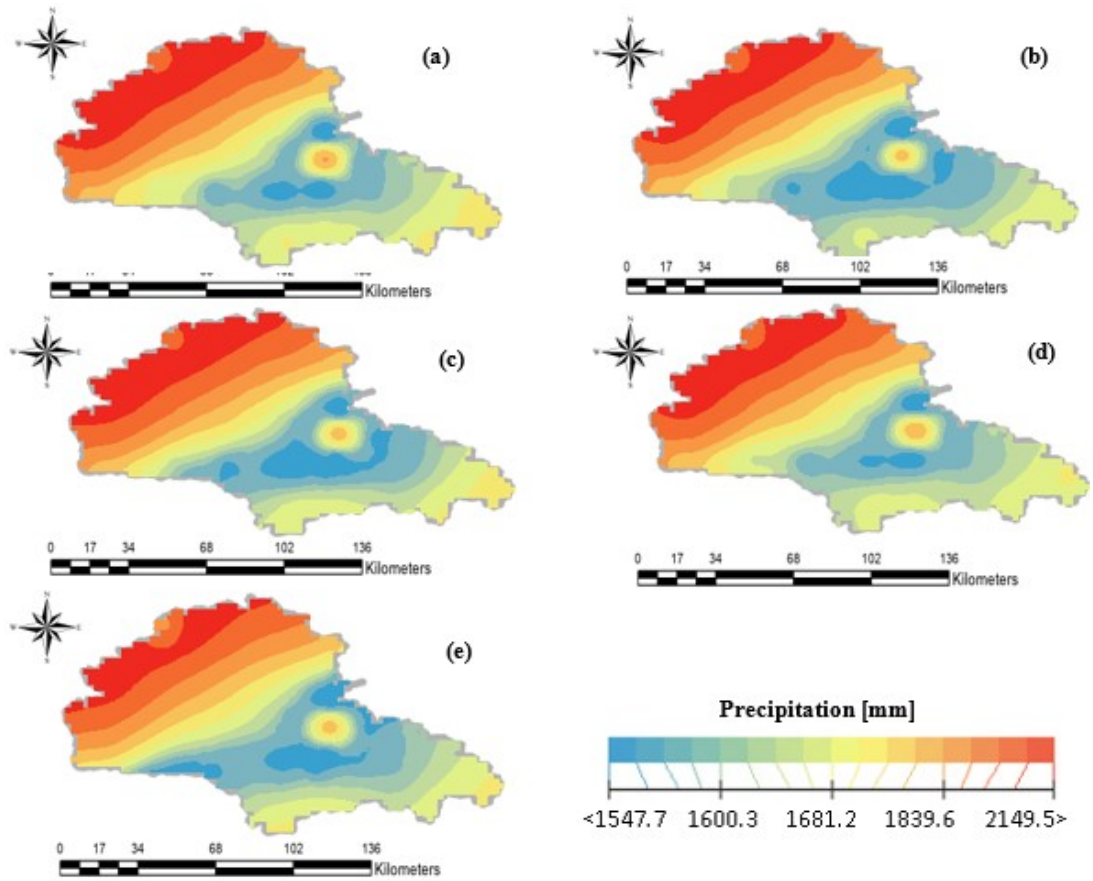 (a)
(b)
Kilometers
0 17 34 68 102 136
Kilometers
(c)
(d)
0 17 34 68 102 136
Kilometers
0 17 34 68 102 136
Kilometers
(e)
Precipitation [mm]
<1547.7 1600.3 1681.2 1839.6 2149.5>
0 17 34 68 102 136
Kilometers